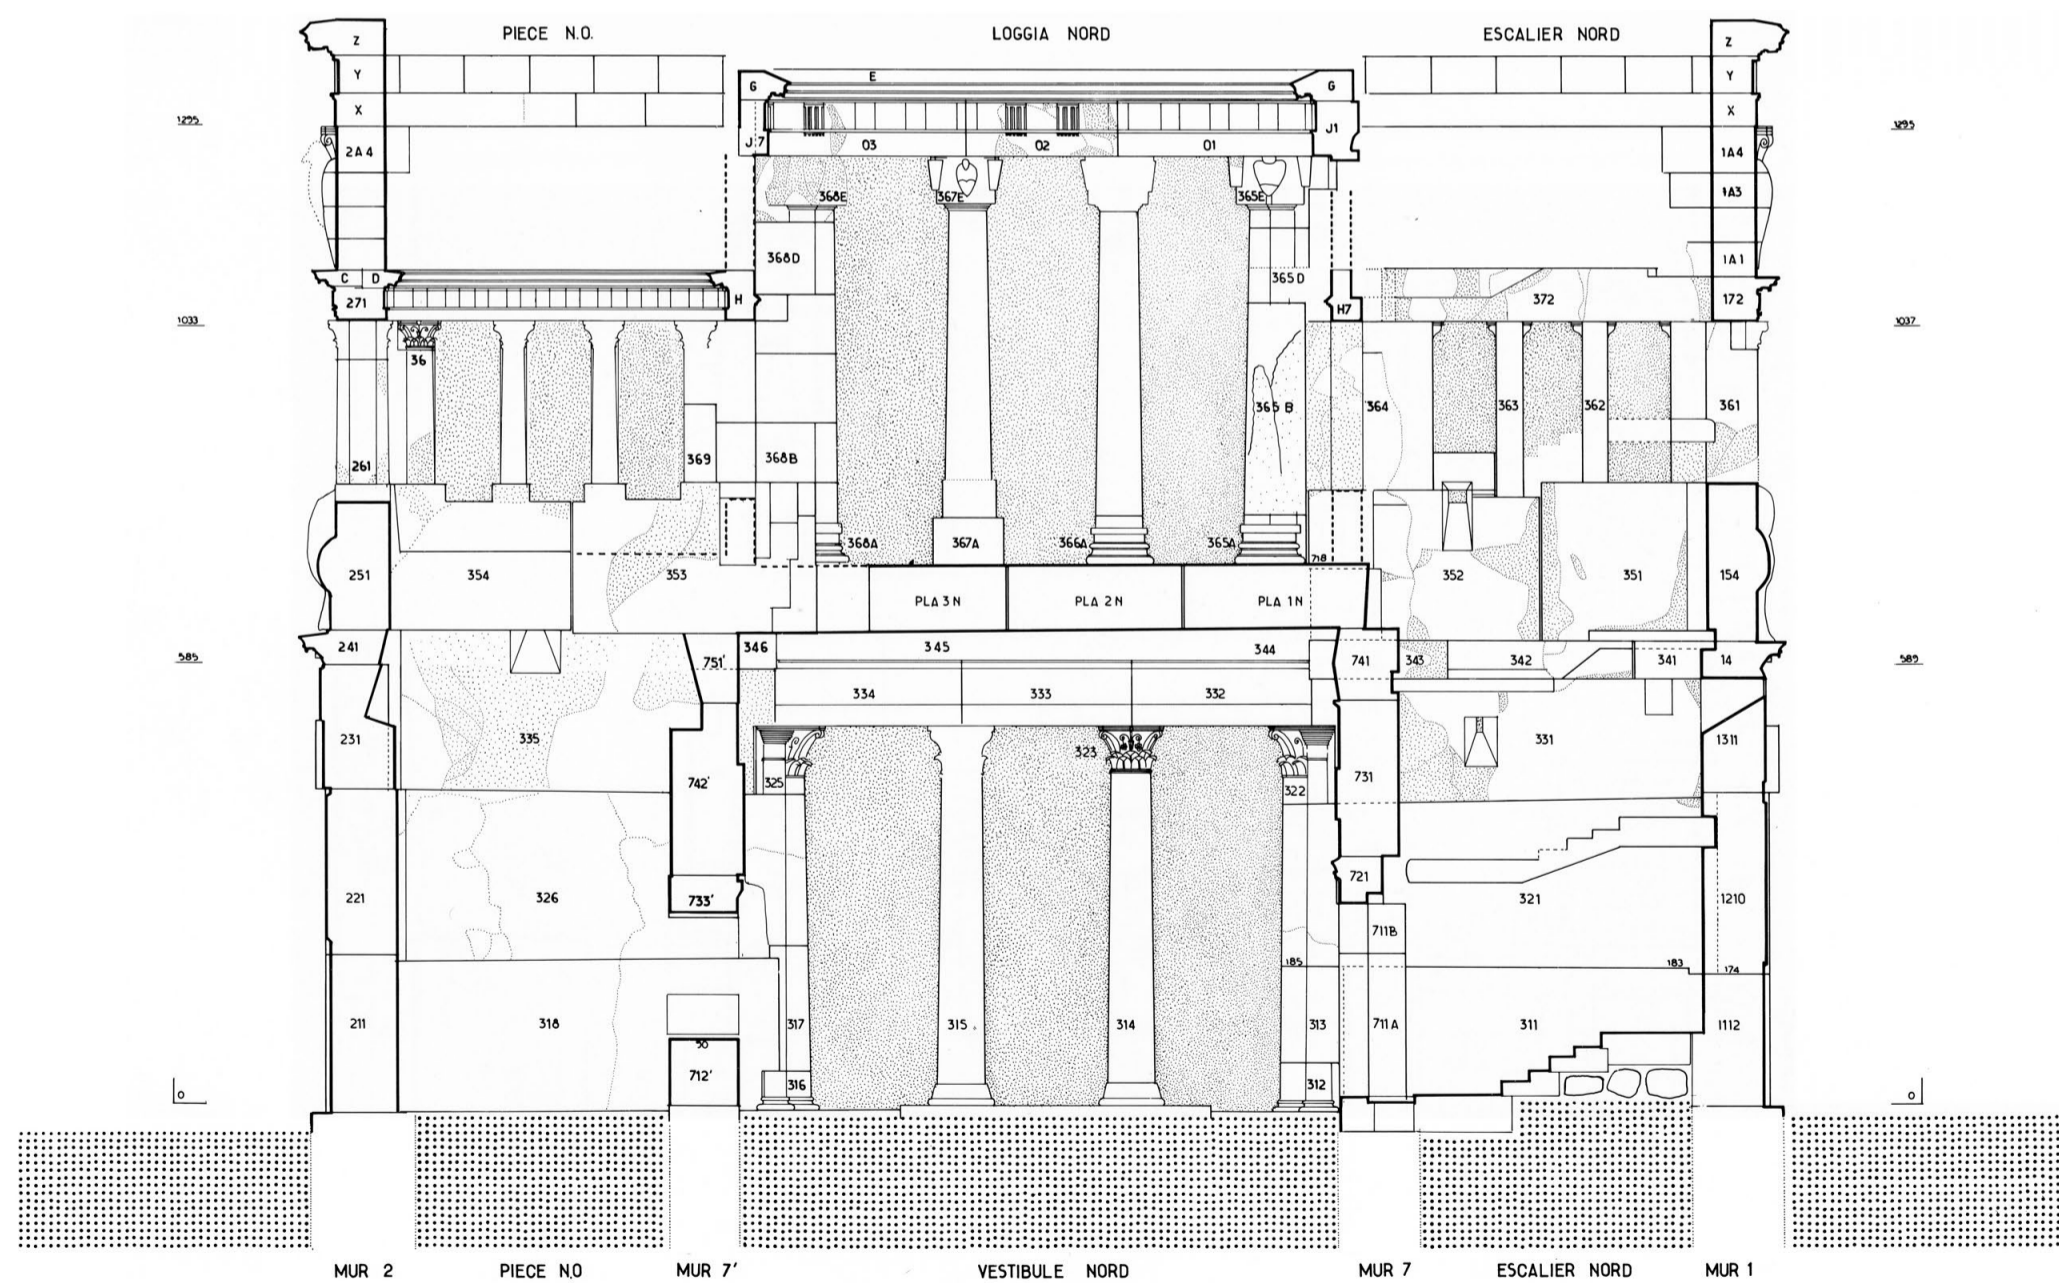 PIECE N.O. LOGGIA NORD ESCALIER NORD
Z Z
E
Y G G Y
X X
1295 1295
J7 03 02 01 J1
2A4 1A4
368E 367E 365E 1A3
368D 1A1
C D 365D
271 H H7 372 172
1033 1037
36
365B 364 363 362 361
261 369 368B
368A 367A 366A 365A
718
251 354 353 352 351 154
PLA 3N PLA 2N PLA 1N
241 751' 346 345 344 741 343 342 341 14
585 585
334 333 332
231 335 323 331 1311
742' 325 731 322
721
221 326 733' 321 1210
711B
185 183 174
211 318 317 315 314 313 711A 311 1112
50
712' 316 312
0 0
MUR 2 PIECE N.O MUR 7' VESTIBULE NORD MUR 7 ESCALIER NORD MUR 1